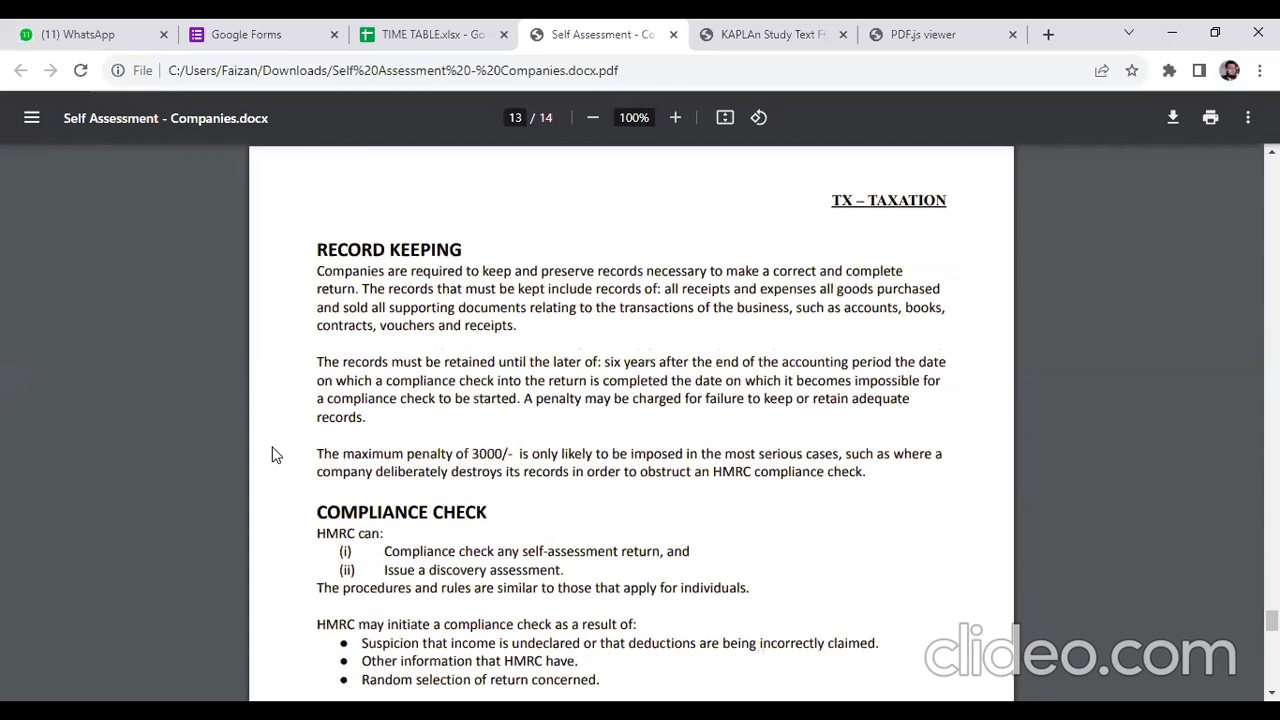 (11) WhatsApp
Google Forms
TIME TABLE.xlsx - Go
Self Assessment - Co
KAPLAn Study Text F
PDF.js viewer
File
C:/Users/Faizan/Downloads/Self%20Assessment%20-%20Companies.docx.pdf
Self Assessment - Companies.docx
13 / 14
100%
TX – TAXATION
RECORD KEEPING
Companies are required to keep and preserve records necessary to make a correct and complete
return. The records that must be kept include records of: all receipts and expenses all goods purchased
and sold all supporting documents relating to the transactions of the business, such as accounts, books,
contracts, vouchers and receipts.
The records must be retained until the later of: six years after the end of the accounting period the date
on which a compliance check into the return is completed the date on which it becomes impossible for
a compliance check to be started. A penalty may be charged for failure to keep or retain adequate
records.
The maximum penalty of 3000/- is only likely to be imposed in the most serious cases, such as where a
company deliberately destroys its records in order to obstruct an HMRC compliance check.
COMPLIANCE CHECK
HMRC can:
(i) Compliance check any self-assessment return, and
(ii) Issue a discovery assessment.
The procedures and rules are similar to those that apply for individuals.
HMRC may initiate a compliance check as a result of:
● Suspicion that income is undeclared or that deductions are being incorrectly claimed.
● Other information that HMRC have.
● Random selection of return concerned.
clideo.com